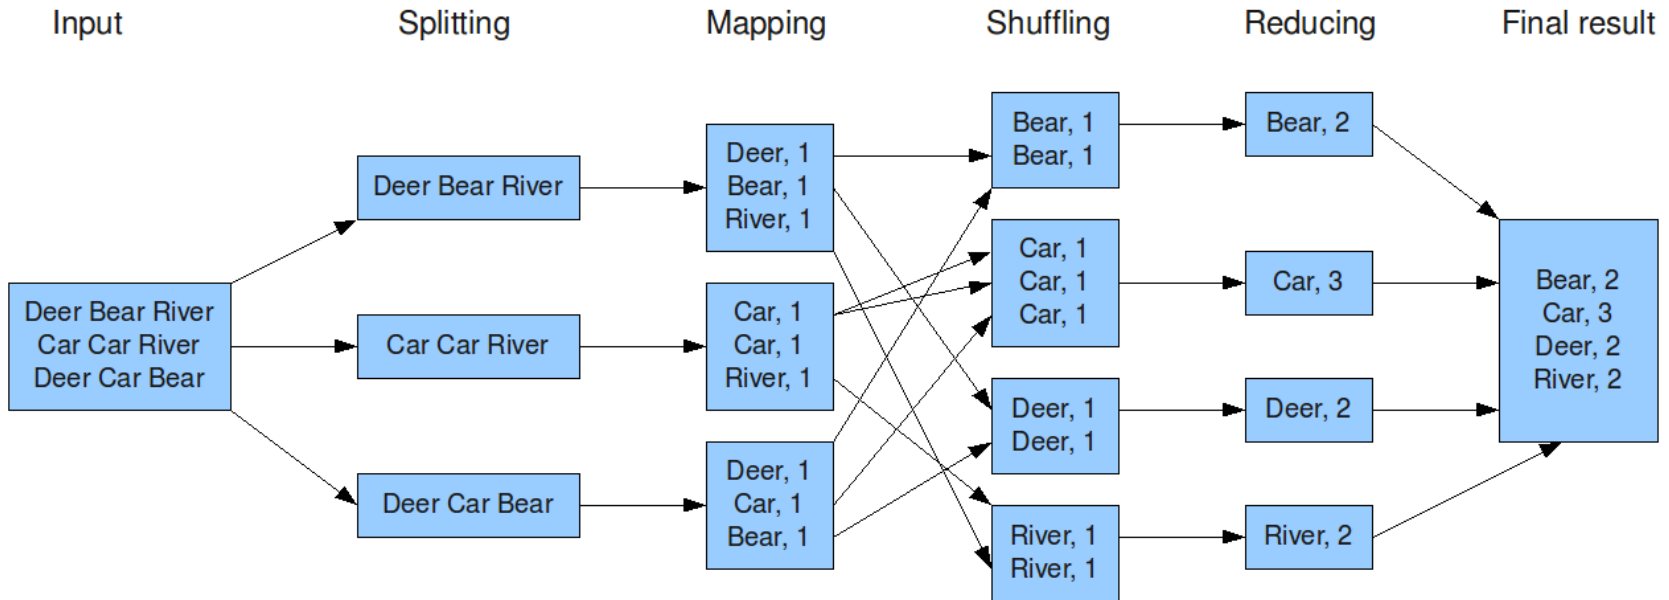 Input
Splitting
Mapping
Shuffling
Reducing
Final result
Deer Bear River
Car Car River
Deer Car Bear
Deer Bear River
Car Car River
Deer Car Bear
Deer, 1
Bear, 1
River, 1
Car, 1
Car, 1
River, 1
Deer, 1
Car, 1
Bear, 1
Bear, 1
Bear, 1
Car, 1
Car, 1
Car, 1
Deer, 1
Deer, 1
River, 1
River, 1
Bear, 2
Car, 3
Deer, 2
River, 2
Bear, 2
Car, 3
Deer, 2
River, 2